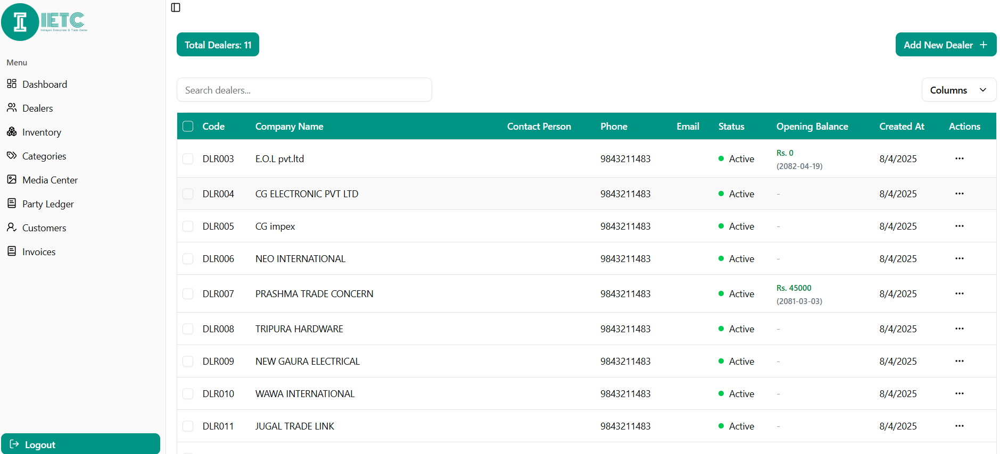 IETC
Menu
Dashboard
Dealers
Inventory
Categories
Media Center
Party Ledger
Customers
Invoices
Logout
Total Dealers: 11
Add New Dealer +
Search dealers...
Columns
Code Company Name Contact Person Phone Email Status Opening Balance Created At Actions
DLR003 E.O.L pvt.ltd 9843211483 Active Rs. 0 8/4/2025 ...
(2082-04-19)
DLR004 CG ELECTRONIC PVT LTD 9843211483 Active - 8/4/2025 ...
DLR005 CG impex 9843211483 Active - 8/4/2025 ...
DLR006 NEO INTERNATIONAL 9843211483 Active - 8/4/2025 ...
DLR007 PRASHMA TRADE CONCERN 9843211483 Active Rs. 45000 8/4/2025 ...
(2081-03-03)
DLR008 TRIPURA HARDWARE 9843211483 Active - 8/4/2025 ...
DLR009 NEW GAURA ELECTRICAL 9843211483 Active - 8/4/2025 ...
DLR010 WAWA INTERNATIONAL 9843211483 Active - 8/4/2025 ...
DLR011 JUGAL TRADE LINK 9843211483 Active - 8/4/2025 ...